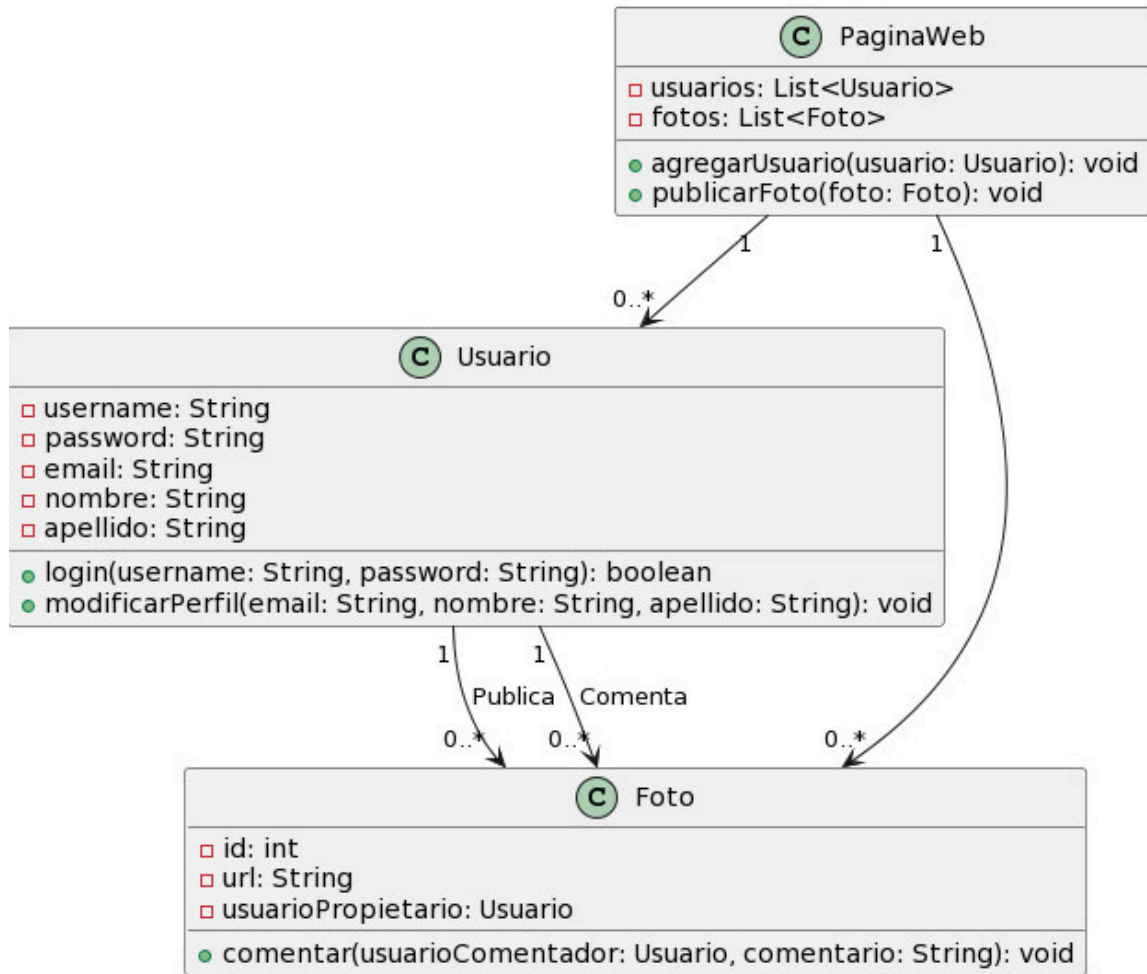 C PaginaWeb
usuarios: List<Usuario>
fotos: List<Foto>
agregarUsuario(usuario: Usuario): void
publicarFoto(foto: Foto): void
1
1
0..*
C Usuario
username: String
password: String
email: String
nombre: String
apellido: String
login(username: String, password: String): boolean
modificarPerfil(email: String, nombre: String, apellido: String): void
1
1
Publica
Comenta
0..*
0..*
0..*
C Foto
id: int
url: String
usuarioPropietario: Usuario
comentar(usuarioComentador: Usuario, comentario: String): void